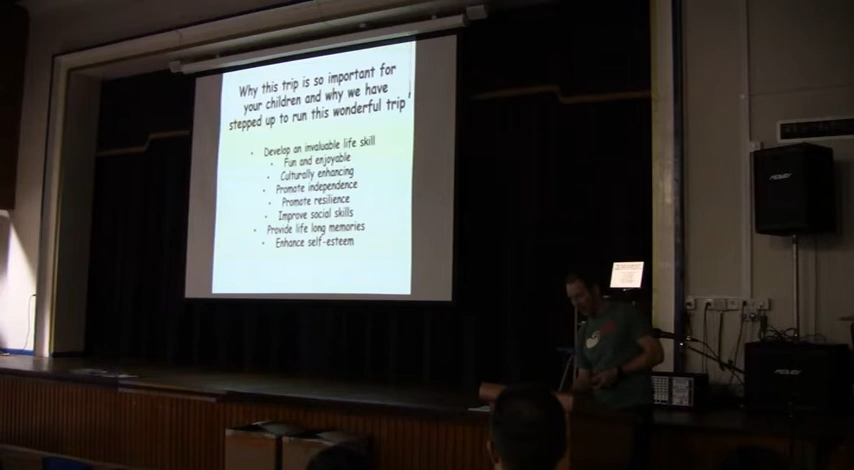 Why this trip is so important for
your children and why we have
stepped up to run this wonderful trip
• Develop an invaluable life skill
• Fun and enjoyable
• Culturally enhancing
• Promote independence
• Promote resilience
• Improve social skills
• Provide life long memories
• Enhance self-esteem
PEAVEY
PEAVEY